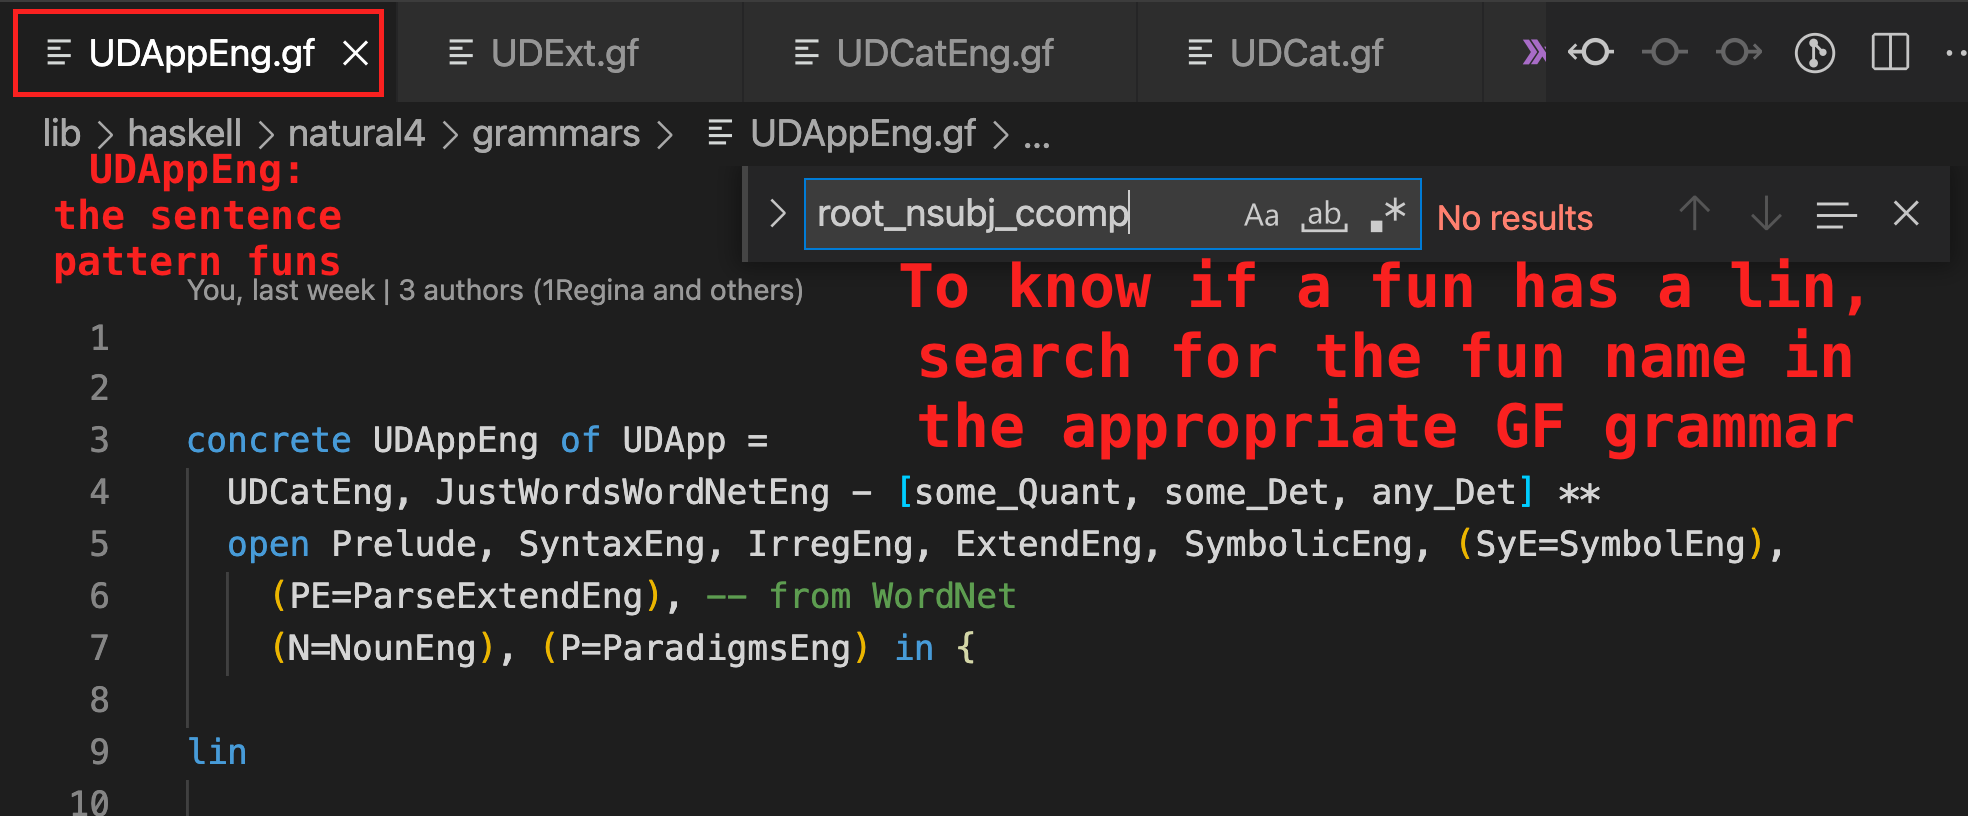 UDAppEng.gf UDExt.gf UDCatEng.gf UDCat.gf
lib > haskell > natural4 > grammars > UDAppEng.gf > ...
UDAppEng:
the sentence
pattern funs
root_nsubj_ccomp Aa ab .* No results
You, last week | 3 authors (1Regina and others)
To know if a fun has a lin,
search for the fun name in
the appropriate GF grammar
1
2
3 concrete UDAppEng of UDApp =
4 UDCatEng, JustWordsWordNetEng - [some_Quant, some_Det, any_Det] **
5 open Prelude, SyntaxEng, IrregEng, ExtendEng, SymbolicEng, (SyE=SymbolEng),
6 (PE=ParseExtendEng), -- from WordNet
7 (N=NounEng), (P=ParadigmsEng) in {
8
9 lin
10